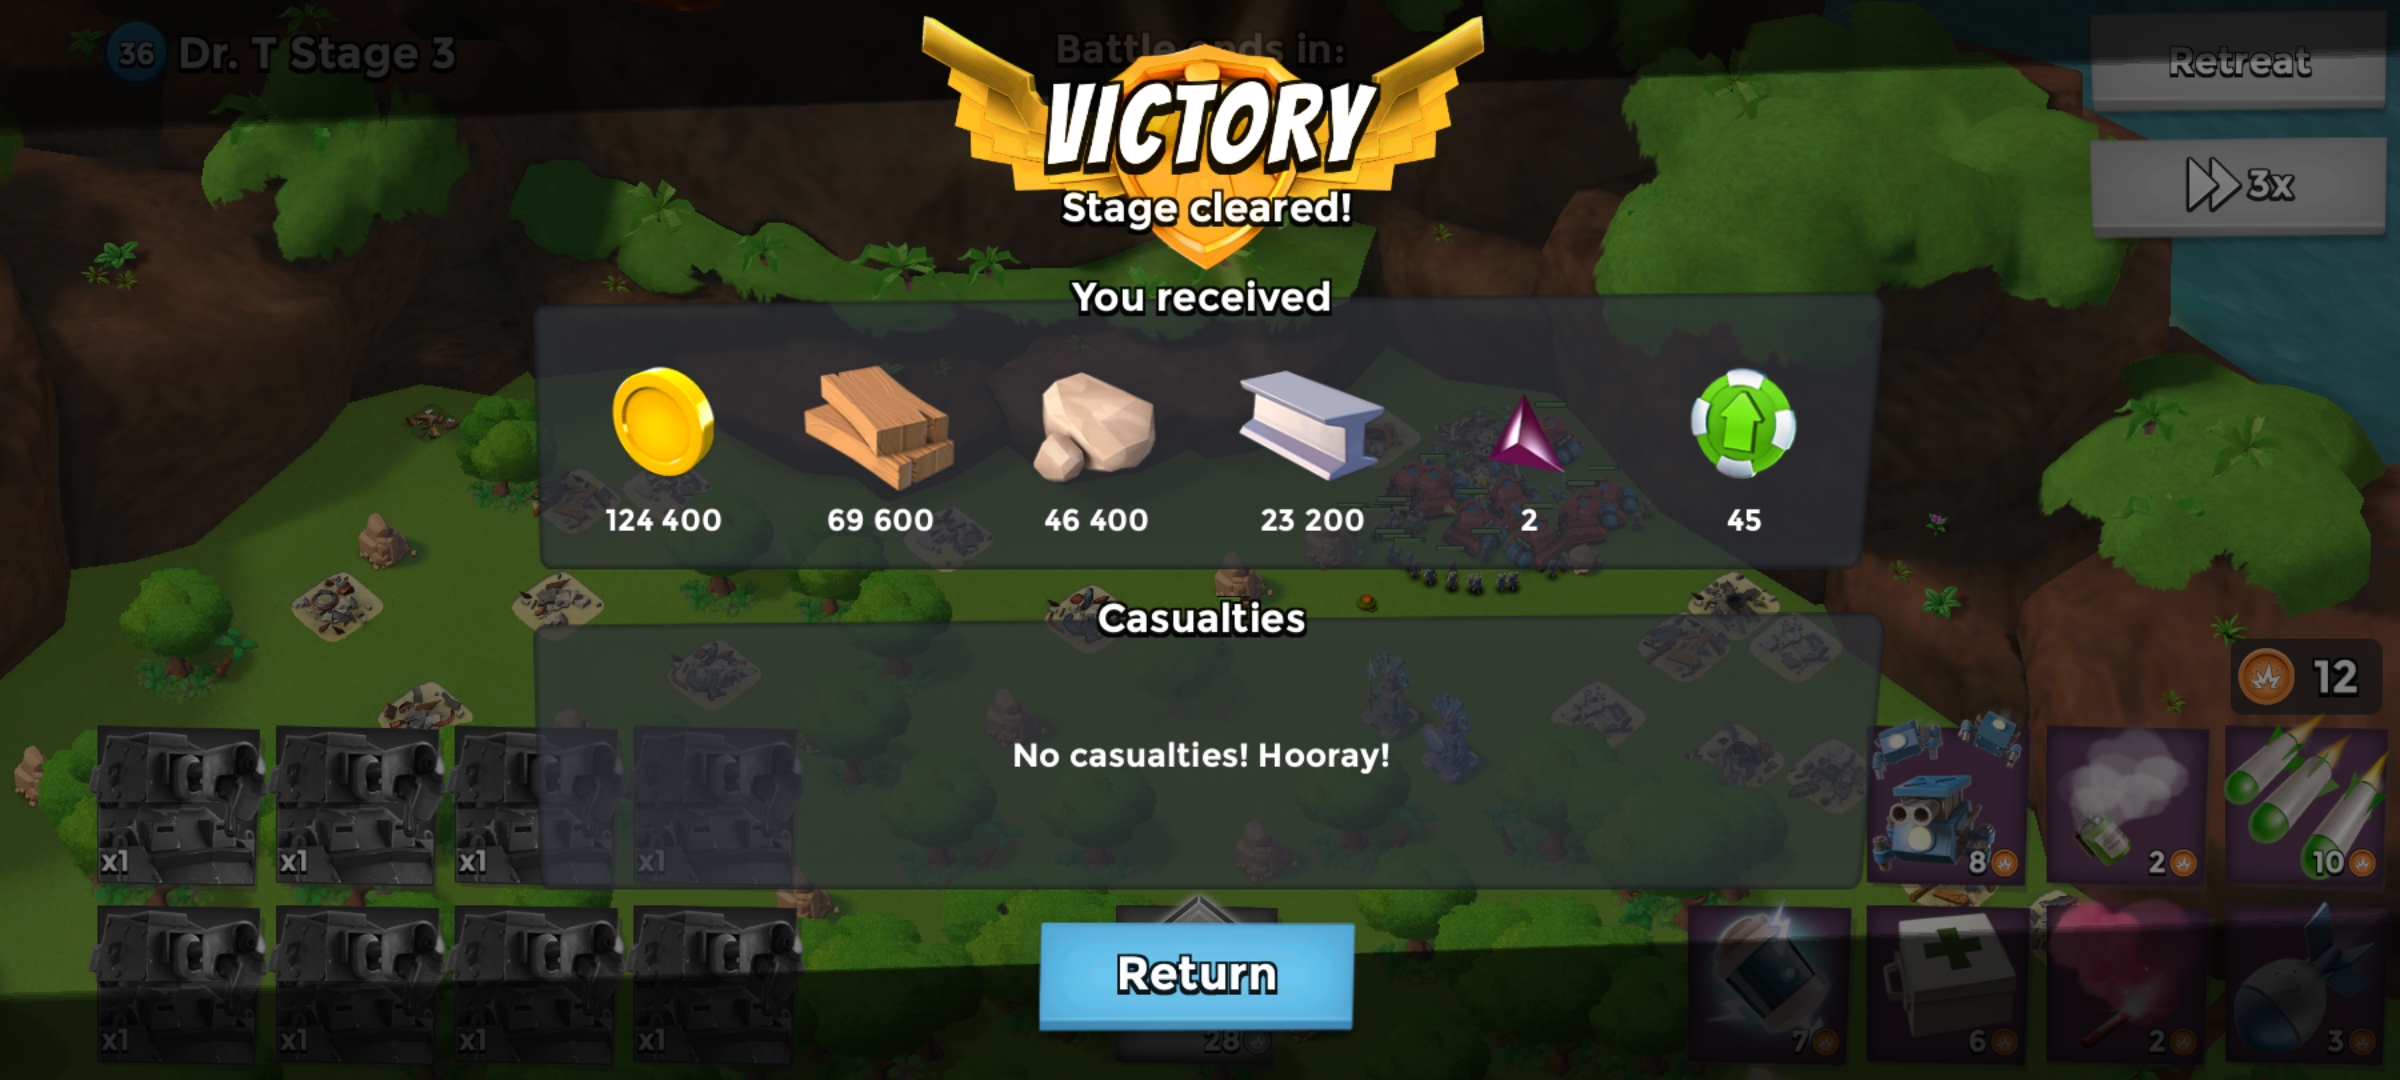 36 Dr. T Stage 3
Battle ends in:
Retreat
VICTORY
Stage cleared!
3x
You received
124 400
69 600
46 400
23 200
2
45
Casualties
No casualties! Hooray!
12
x1
x1
x1
x1
8
2
10
Return
x1
x1
x1
x1
28
7
6
2
3